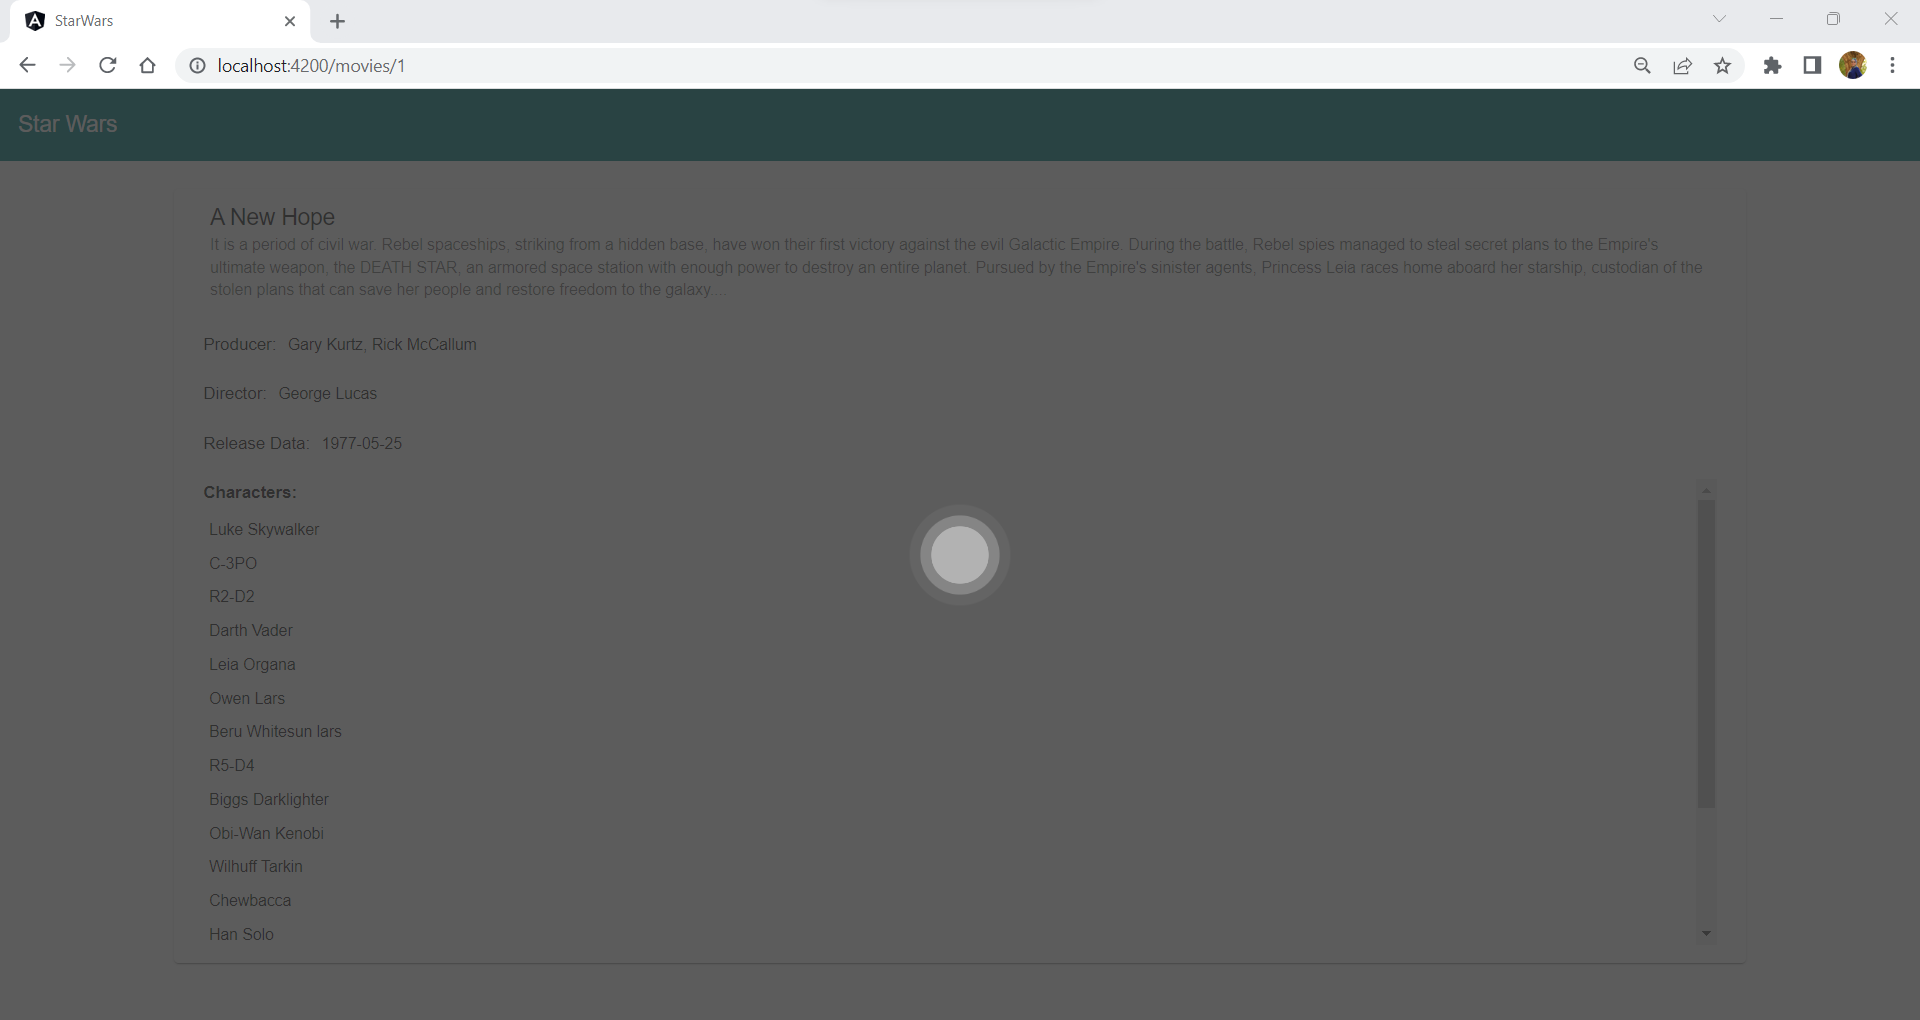 StarWars
localhost:4200/movies/1
Star Wars
A New Hope
It is a period of civil war. Rebel spaceships, striking from a hidden base, have won their first victory against the evil Galactic Empire. During the battle, Rebel spies managed to steal secret plans to the Empire's
ultimate weapon, the DEATH STAR, an armored space station with enough power to destroy an entire planet. Pursued by the Empire's sinister agents, Princess Leia races home aboard her starship, custodian of the
stolen plans that can save her people and restore freedom to the galaxy....
Producer: Gary Kurtz, Rick McCallum
Director: George Lucas
Release Data: 1977-05-25
Characters:
Luke Skywalker
C-3PO
R2-D2
Darth Vader
Leia Organa
Owen Lars
Beru Whitesun lars
R5-D4
Biggs Darklighter
Obi-Wan Kenobi
Wilhuff Tarkin
Chewbacca
Han Solo